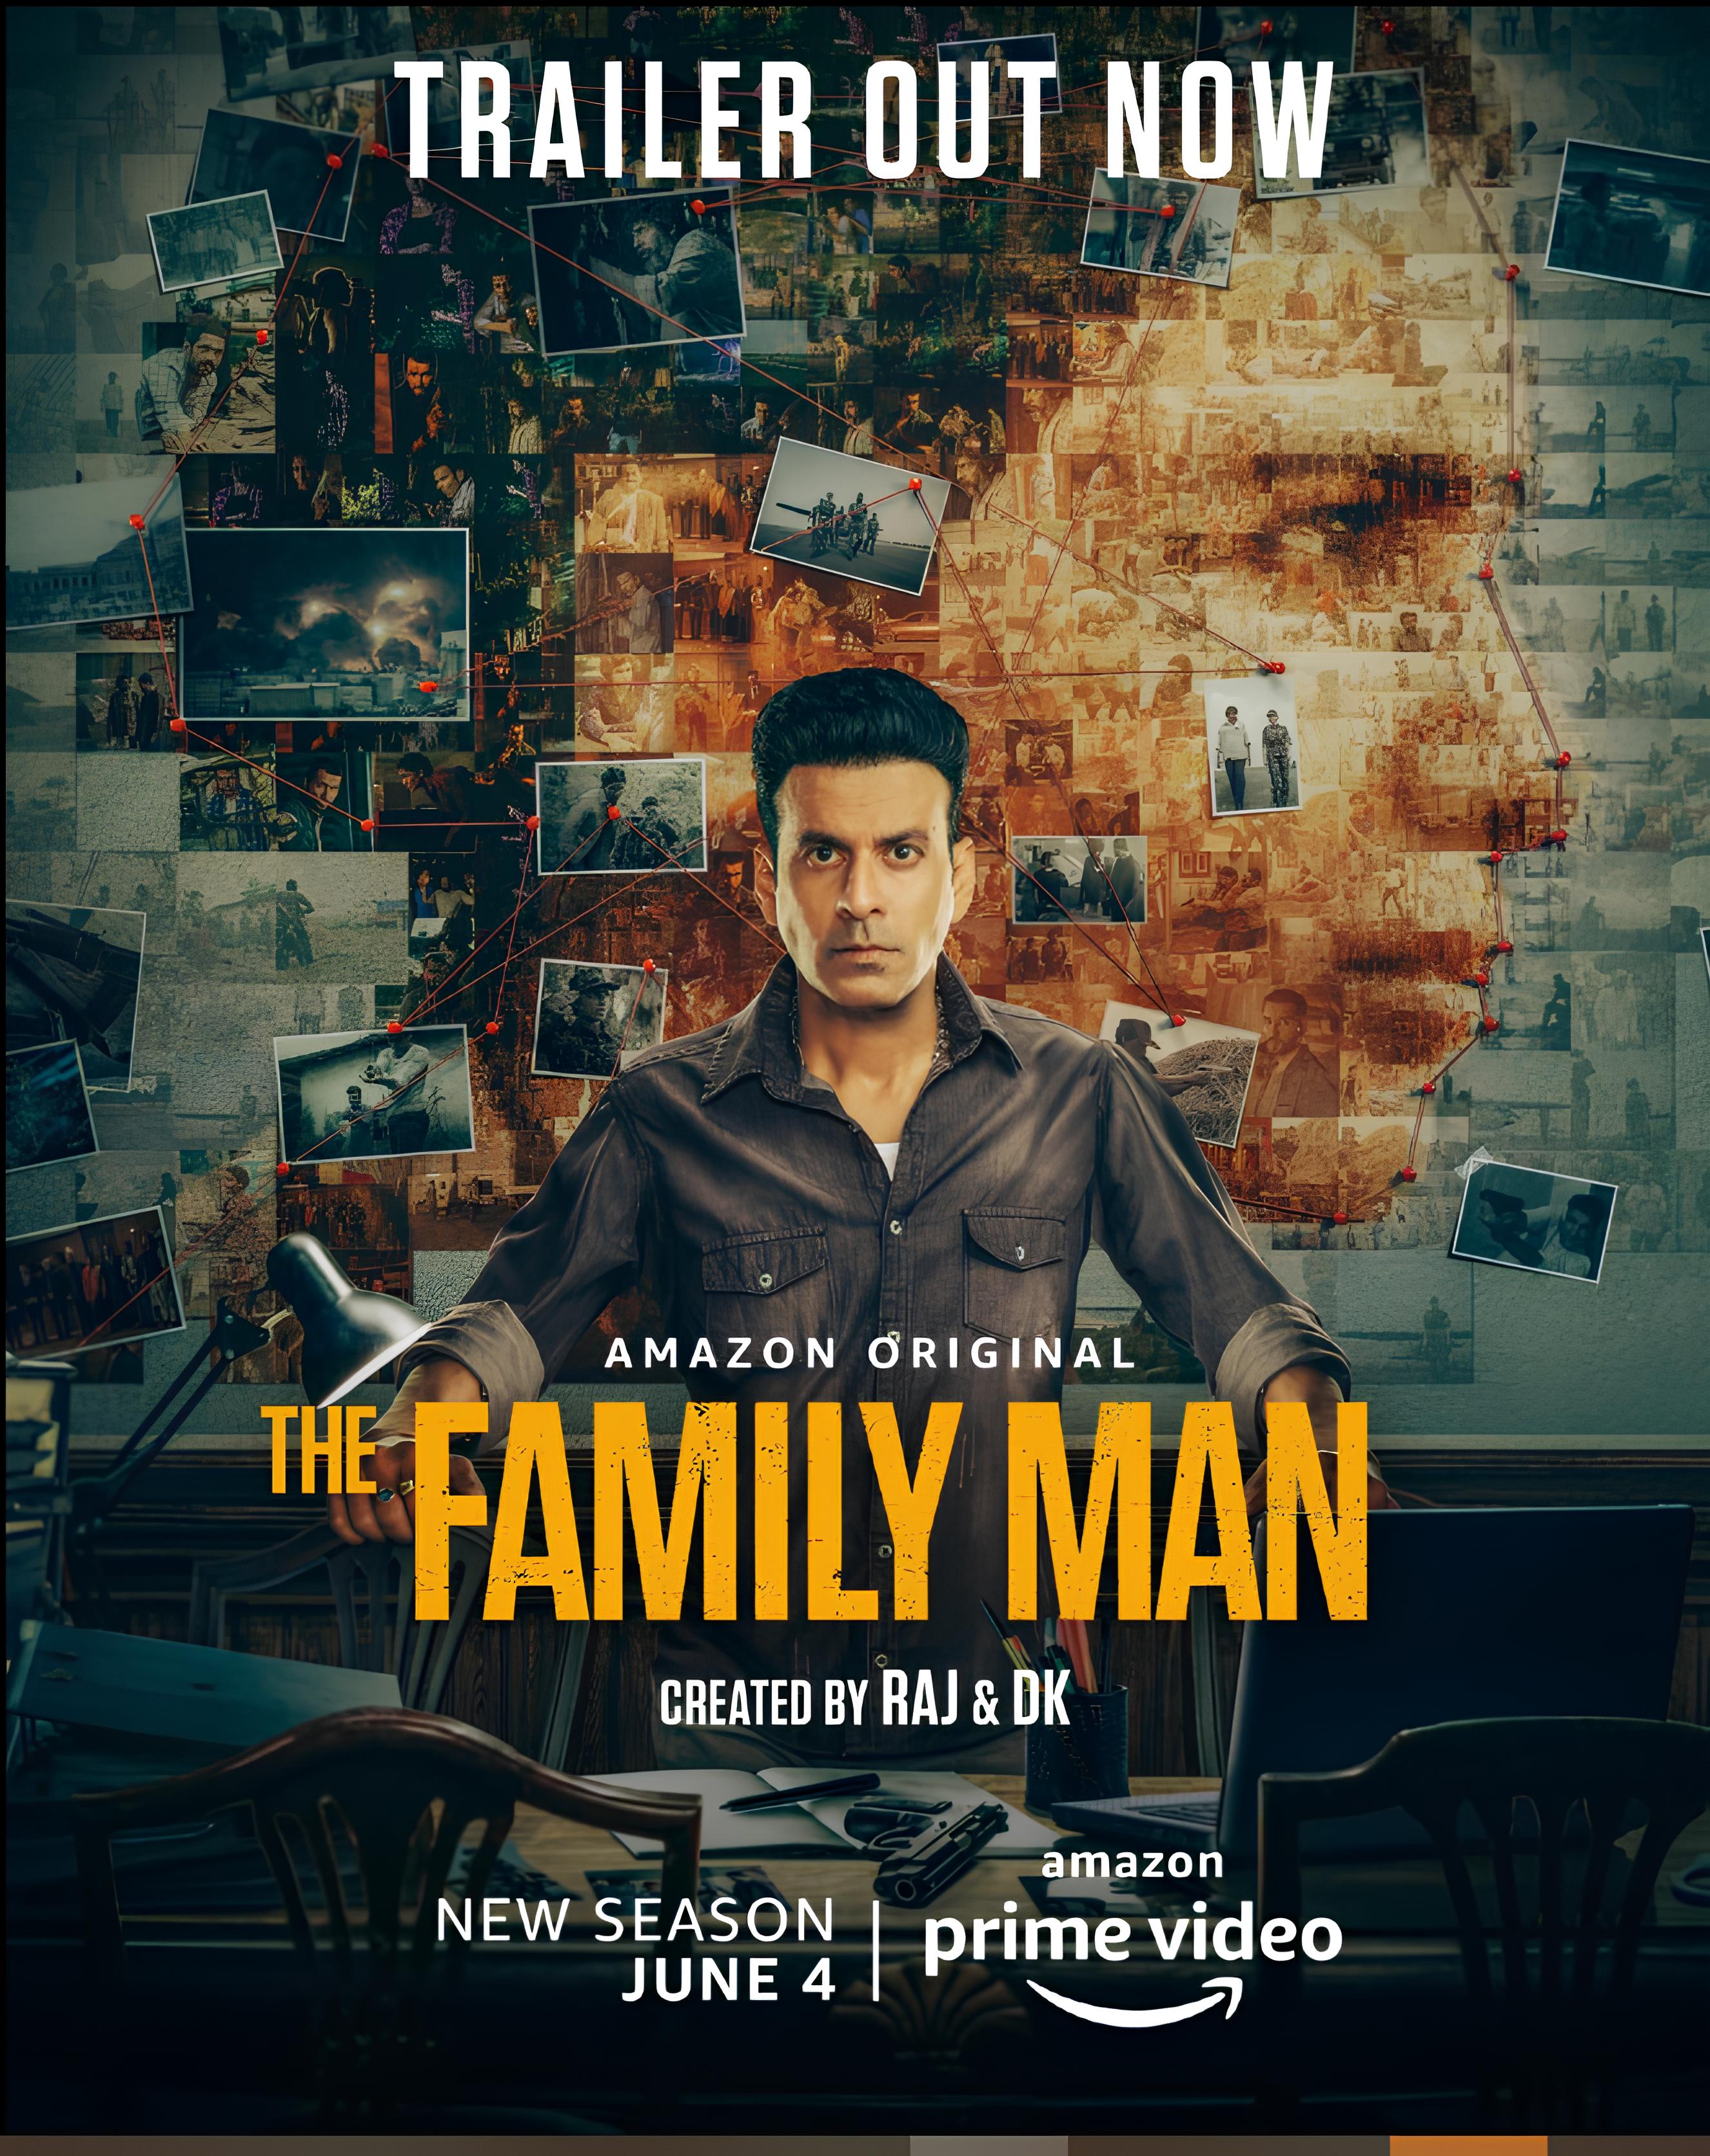 TRAILER OUT NOW
AMAZON ORIGINAL
THE FAMILY MAN
CREATED BY RAJ & DK
NEW SEASON
JUNE 4
amazon
prime video